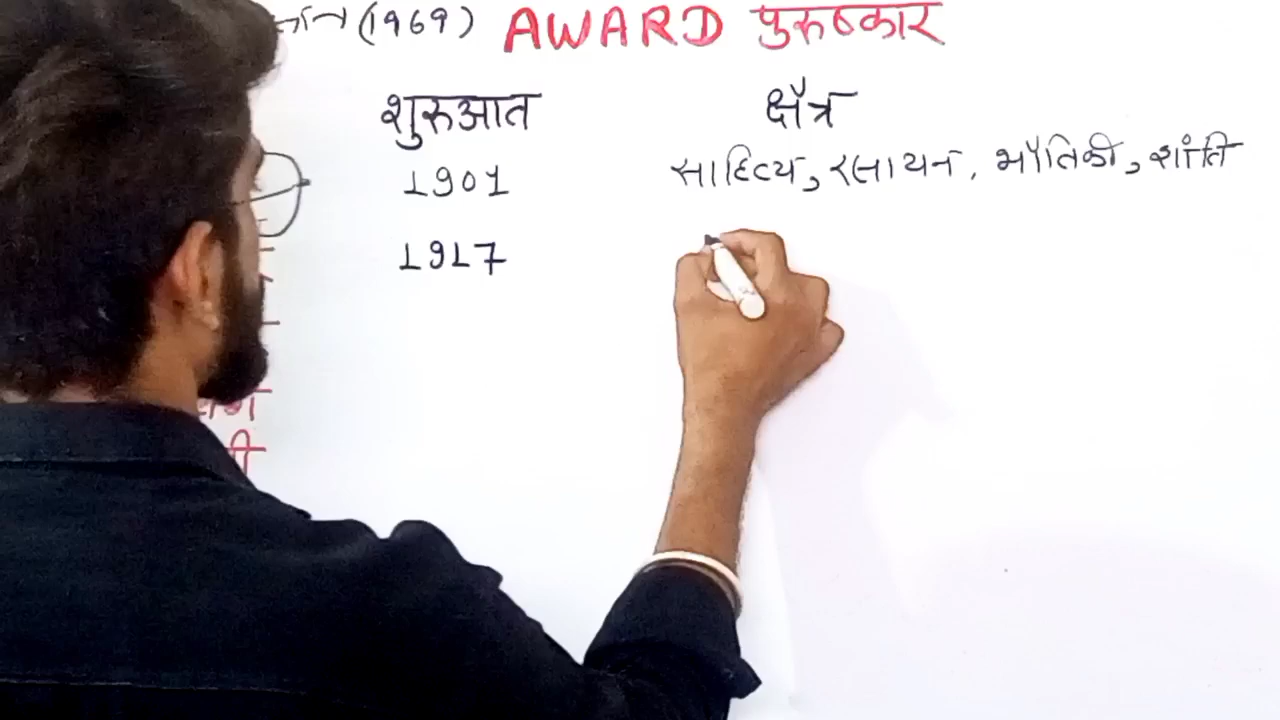 (1969) AWARD पुरुष्कार
शुरुआत क्षैत्र
1901 साहित्य, रसायन, भौतिकी, शांति
1917